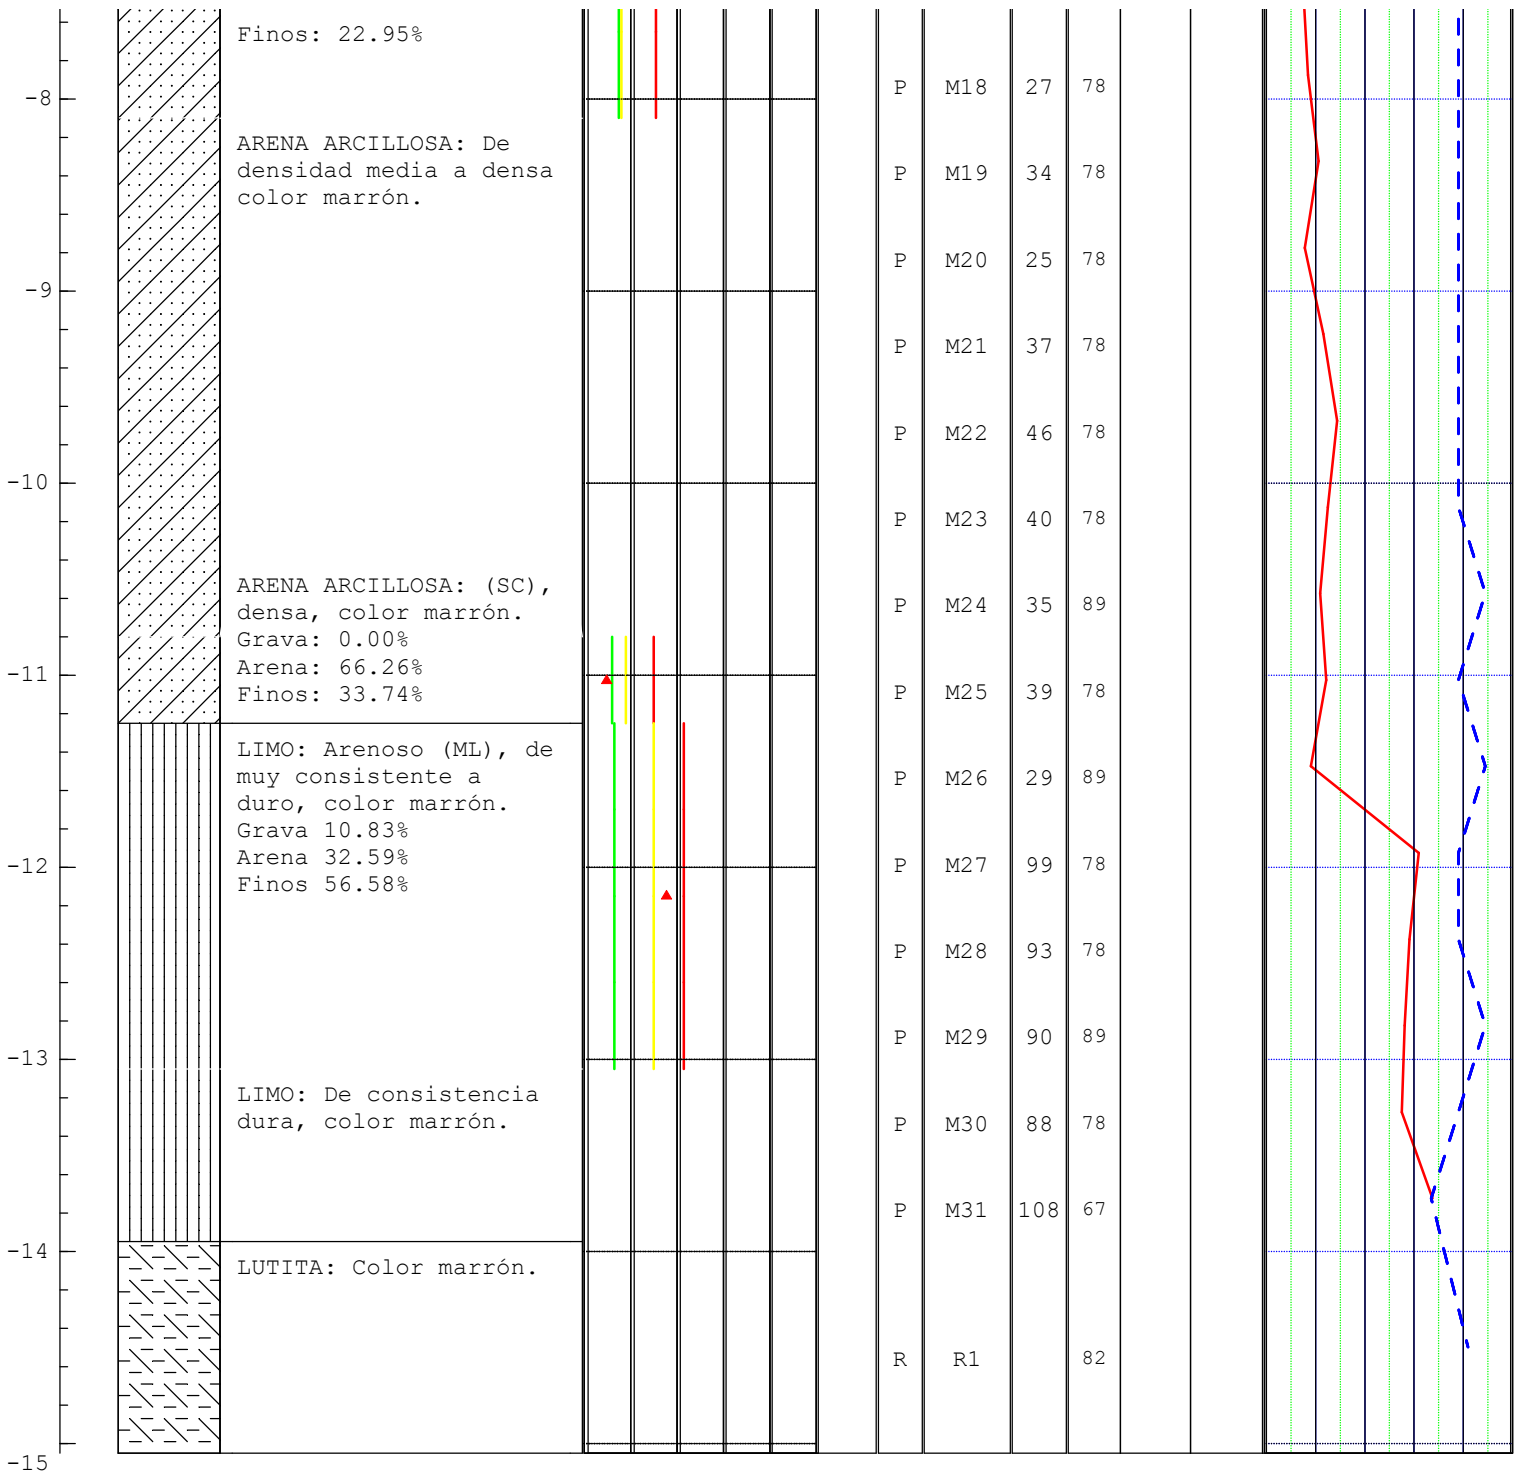 Finos: 22.95%
-8
P M18 27 78
ARENA ARCILLOSA: De
densidad media a densa
color marrón.
P M19 34 78
P M20 25 78
-9
P M21 37 78
P M22 46 78
-10
P M23 40 78
ARENA ARCILLOSA: (SC),
densa, color marrón.
Grava: 0.00%
Arena: 66.26%
Finos: 33.74%
P M24 35 89
-11
P M25 39 78
LIMO: Arenoso (ML), de
muy consistente a
duro, color marrón.
Grava 10.83%
Arena 32.59%
Finos 56.58%
P M26 29 89
-12
P M27 99 78
P M28 93 78
P M29 90 89
-13
LIMO: De consistencia
dura, color marrón.
P M30 88 78
P M31 108 67
-14
LUTITA: Color marrón.
R R1 82
-15